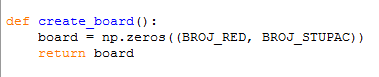 def create_board():
    board = np.zeros((BROJ_RED, BROJ_STUPAC))
    return board